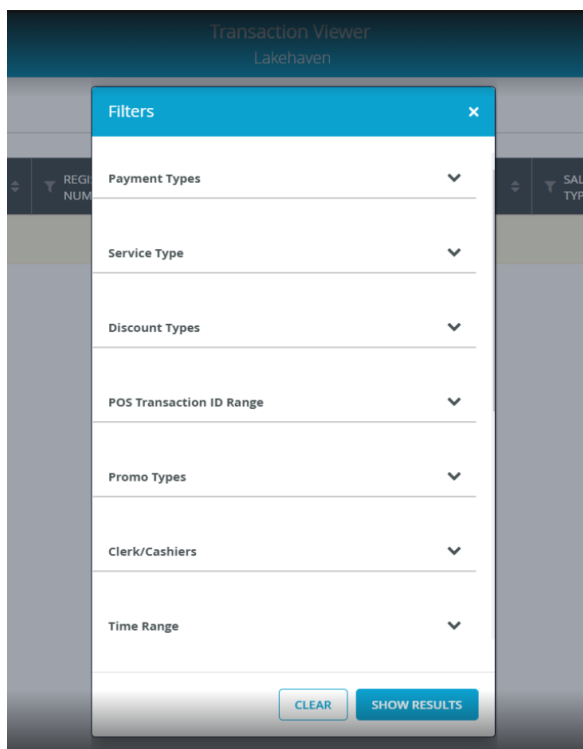 Transaction Viewer
Lakehaven
Filters
Payment Types
Service Type
Discount Types
POS Transaction ID Range
Promo Types
Clerk/Cashiers
Time Range
CLEAR
SHOW RESULTS